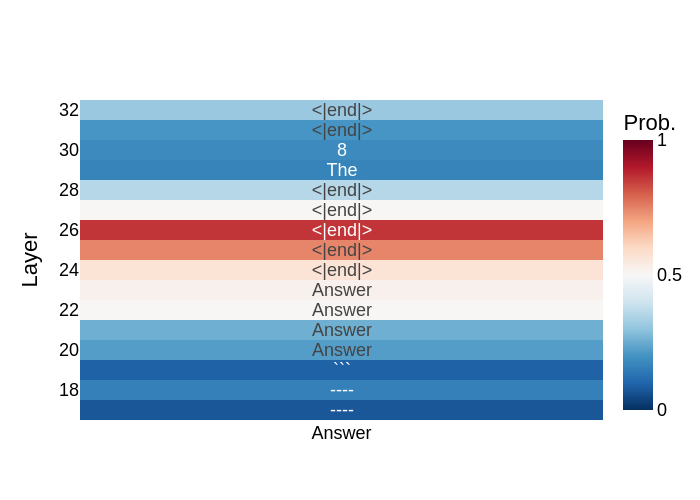 Prob.
32 <|end|> 1
<|end|>
30 8
The
28 <|end|>
<|end|>
26 <|end|>
<|end|> 0.5
24 <|end|>
Answer
22 Answer
Answer
20 Answer
```
18 ----
---- 0
Answer
Layer